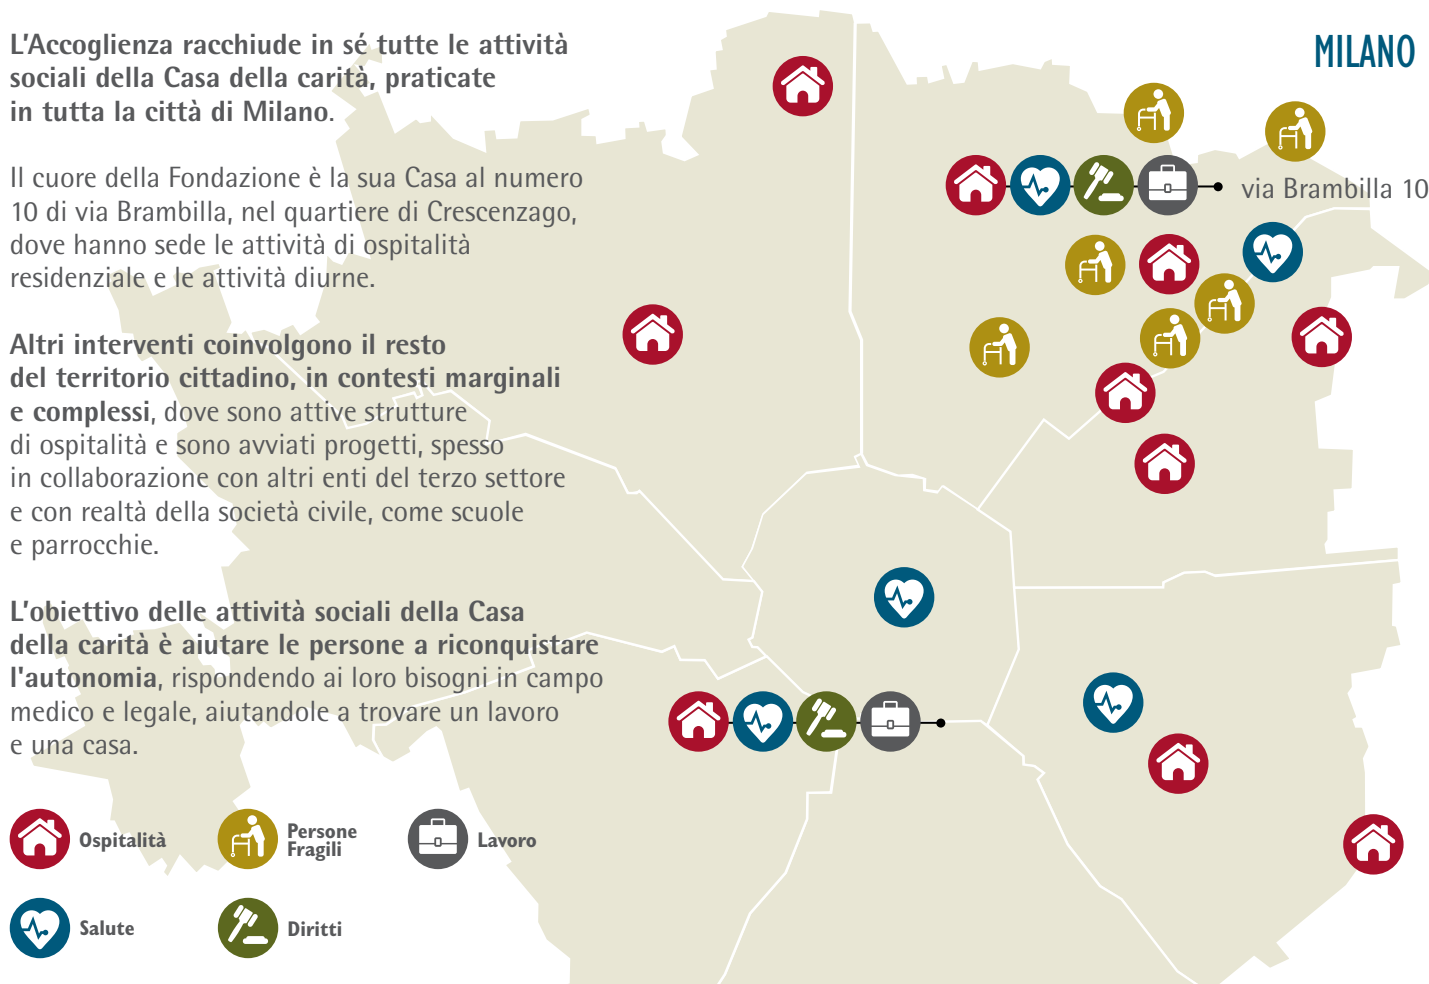 L'Accoglienza racchiude in sé tutte le attività
sociali della Casa della carità, praticate
in tutta la città di Milano.
Il cuore della Fondazione è la sua Casa al numero
10 di via Brambilla, nel quartiere di Crescenzago,
dove hanno sede le attività di ospitalità
residenziale e le attività diurne.
Altri interventi coinvolgono il resto
del territorio cittadino, in contesti marginali
e complessi, dove sono attive strutture
di ospitalità e sono avviati progetti, spesso
in collaborazione con altri enti del terzo settore
e con realtà della società civile, come scuole
e parrocchie.
L'obiettivo delle attività sociali della Casa
della carità è aiutare le persone a riconquistare
l'autonomia, rispondendo ai loro bisogni in campo
medico e legale, aiutandole a trovare un lavoro
e una casa.
MILANO
via Brambilla 10
Ospitalità
Persone
Fragili
Lavoro
Salute
Diritti